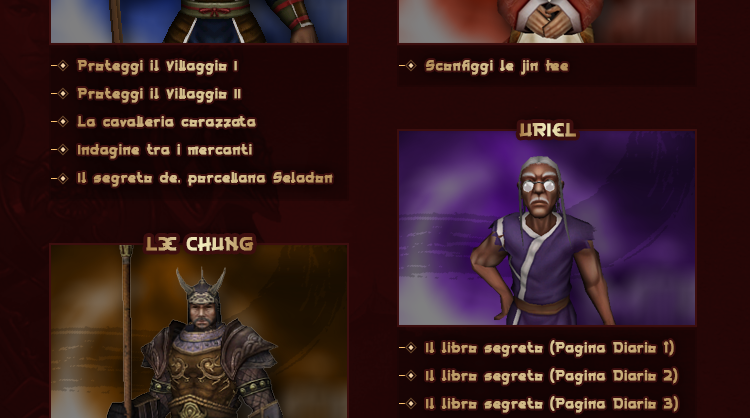 Proteggi il Villaggio I
Proteggi il Villaggio II
La cavalleria corazzata
Indagine tra i mercanti
Il segreto de. porcellana Seladon
LEE CHUNG
Sconfiggi le jin hee
URIEL
Il libro segreto (Pagina Diario 1)
Il libro segreto (Pagina Diario 2)
Il libro segreto (Pagina Diario 3)